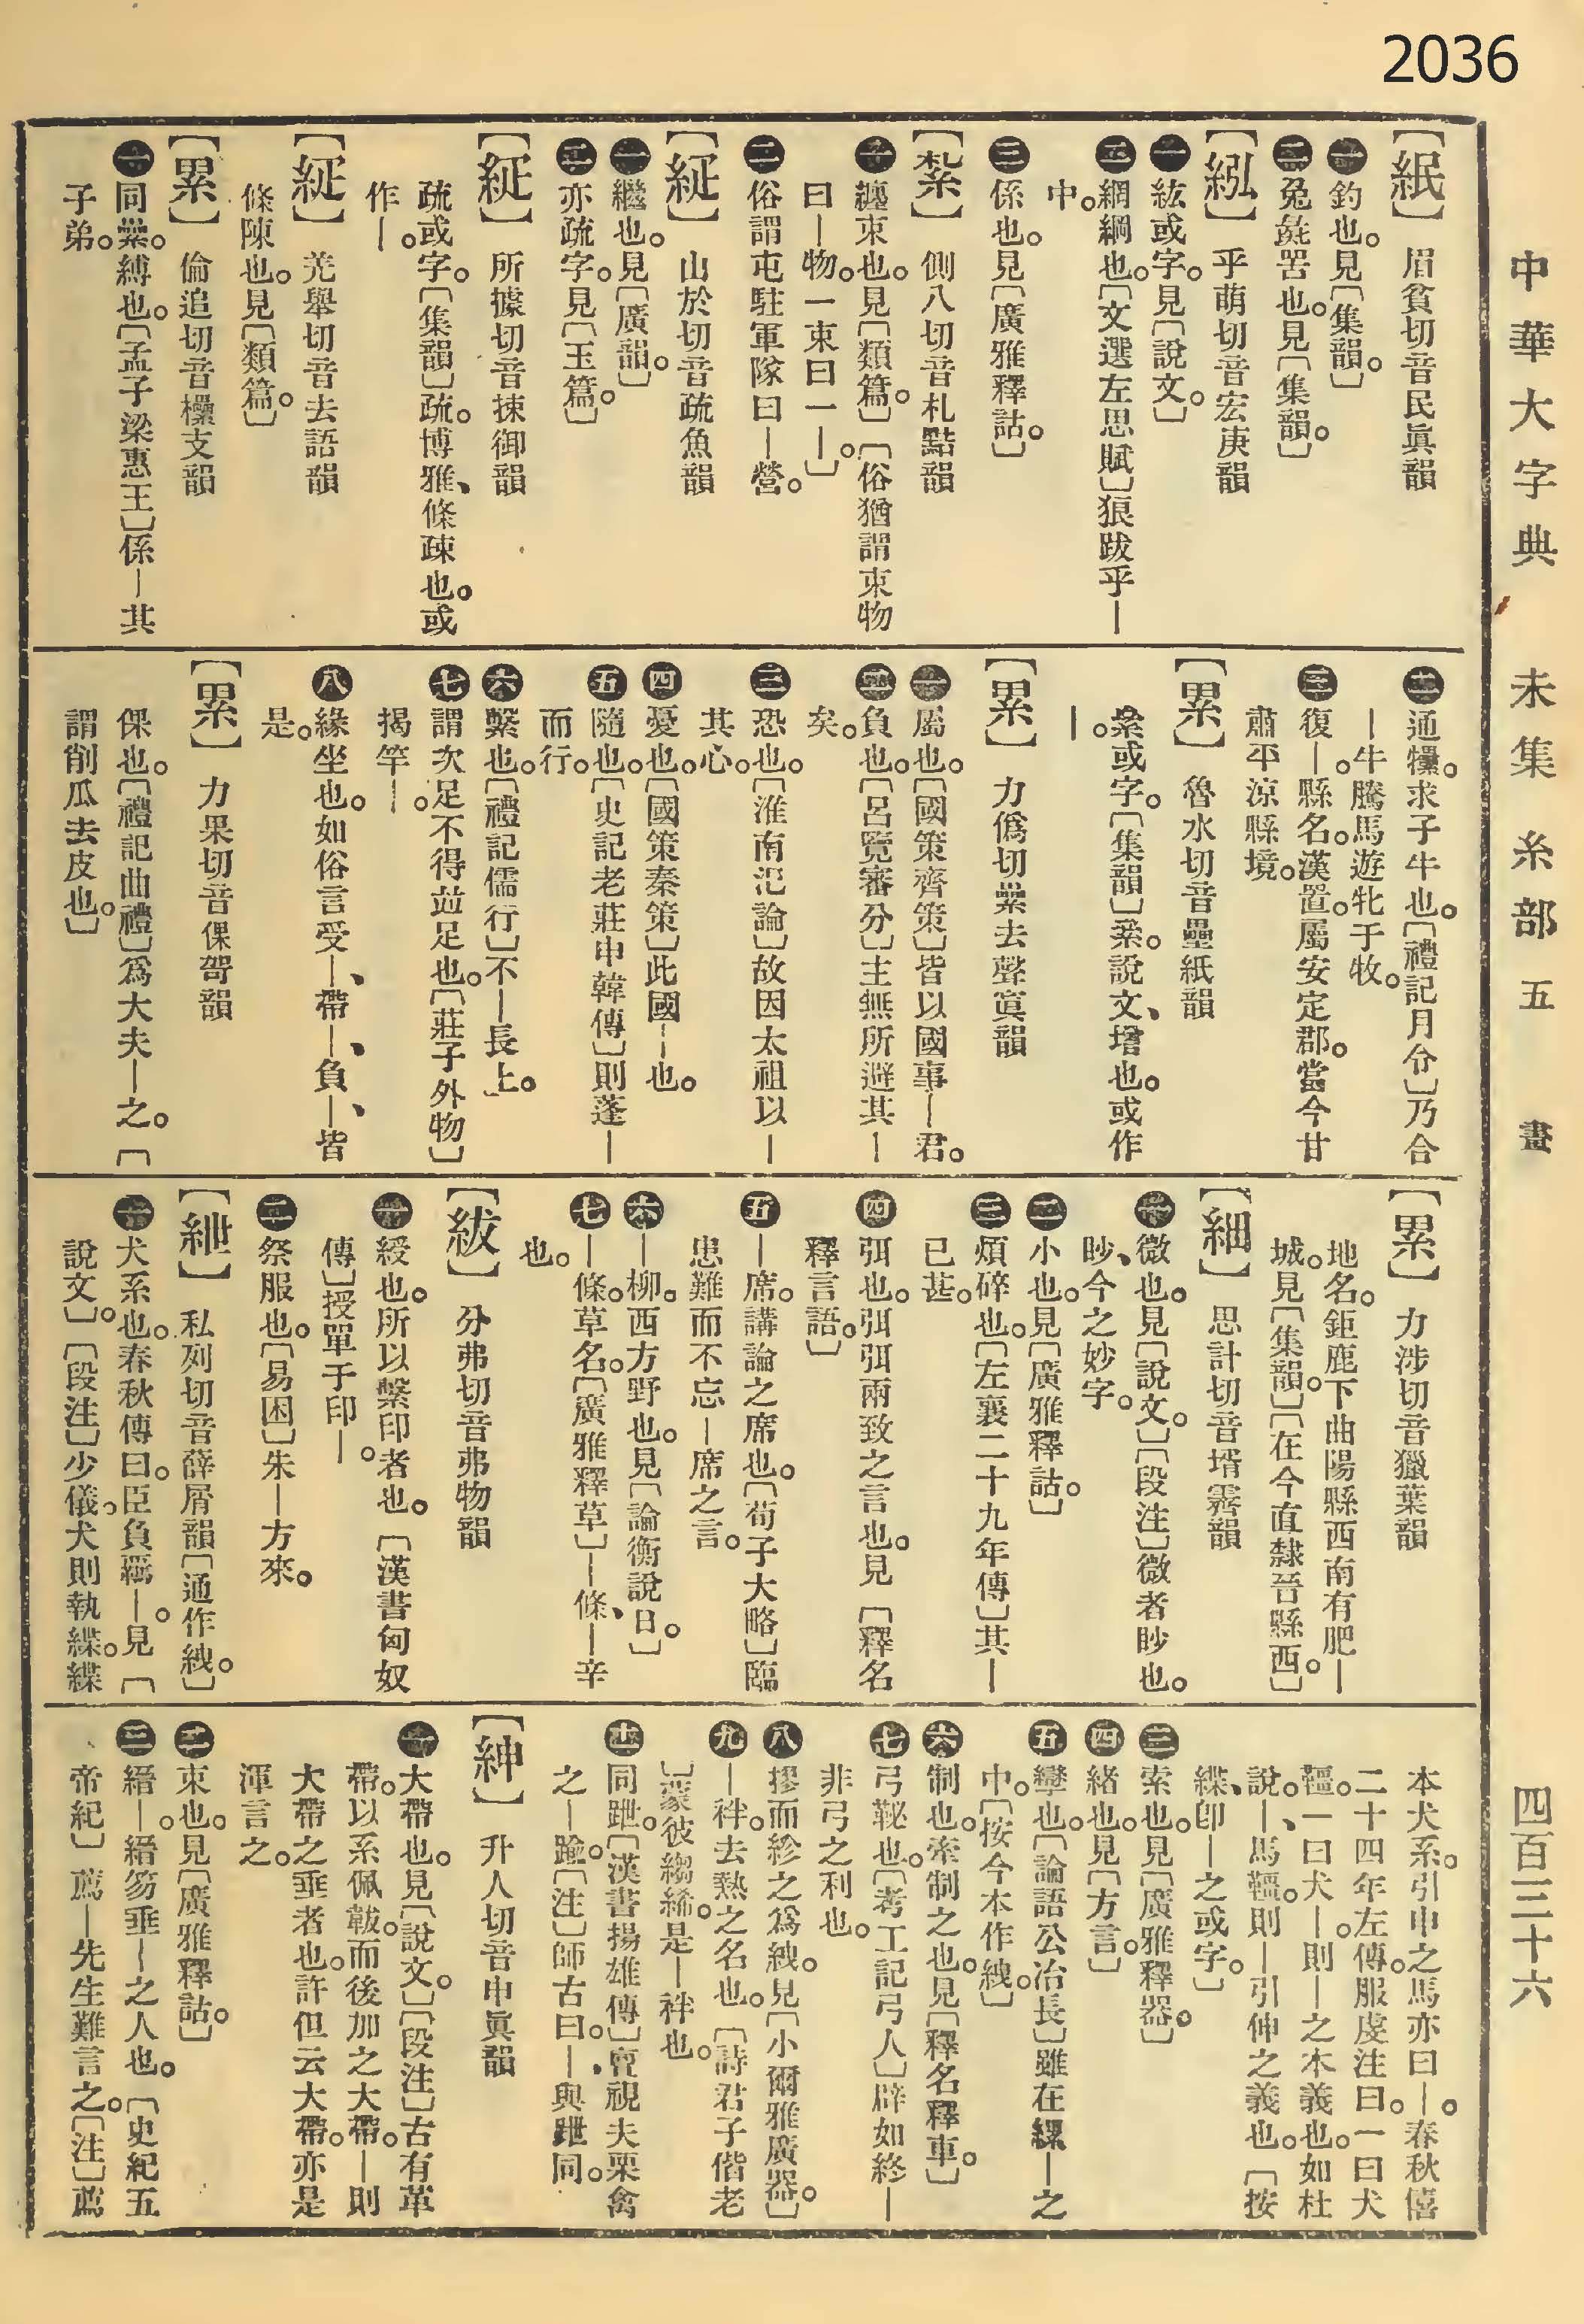 2036
中華大字典 未集 糸部 五 畫 四百三十六
【紙】 眉貧切音民眞韻
㊀釣也。見〔集韻。〕
㊁兔罟也。見〔集韻。〕
【紭】 乎萌切音宏庚韻
㊀紘或字。見〔說文。〕
㊁網綱也。〔文選左思賦〕狼跋乎—
中。
㊂係也。見〔廣雅釋詁。〕
【紮】 側八切音札黠韻
㊀纏束也。見〔類篇。〕〔俗猶謂束物
曰—物。一束曰一—。〕
㊁俗謂屯駐軍隊曰—營。
【紪】 山於切音疏魚韻
㊀繼也。見〔廣韻。〕
㊁亦疏字。見〔玉篇。〕
【紪】 所據切音揀御韻
疏或字。〔集韻〕疏。博雅、條疎也。或
作—。
【紪】 羌舉切音去語韻
條陳也。見〔類篇。〕
【累】 倫追切音欙支韻
㊀同纍。縛也。〔孟子梁惠王〕係—其
子弟。
㊁通犤。求子牛也。〔禮記月令〕乃合
—牛騰馬遊牝于牧。
㊂復—。縣名。漢置。屬安定郡。當今甘
肅平涼縣境。
【累】 魯水切音壘紙韻
絫或字。〔集韻〕絫。說文、增也。或作
—。
【累】 力僞切纍去聲寘韻
㊀屬也。〔國策齊策〕皆以國事—君。
㊁負也。〔呂覽審分〕主無所避其—
矣。
㊂恐也。〔淮南氾論〕故因太祖以—
其心。
㊃憂也。〔國策秦策〕此國—也。
㊄隨也。〔史記老莊申韓傳〕則蓬—
而行。
㊅繫也。〔禮記儒行〕不—長上。
㊆謂次足不得竝足也。〔莊子外物〕
揭竿—。
㊇緣坐也。如俗言受—、帶—、負—、皆
是。
【累】 力果切音倮哿韻
倮也。〔禮記曲禮〕爲大夫—之。〔
謂削瓜去皮也。〕
【累】 力涉切音獵葉韻
地名。鉅鹿下曲陽縣西南有肥—
城。見〔集韻。〕〔在今直隸晉縣西。〕
【細】 思計切音壻霽韻
㊀微也。見〔說文。〕〔段注〕微者眇也。
眇、今之妙字。
㊁小也。見〔廣雅釋詁。〕
㊂煩碎也。〔左襄二十九年傳〕其—
已甚。
㊃弭也。弭弭兩致之言也。見〔釋名
釋言語。〕
㊄—席。講論之席也。〔荀子大略〕臨
患難而不忘—席之言。
㊅—柳。西方野也。見〔論衡說日。〕
㊆—條。草名。〔廣雅釋草〕—條、—辛
也。
【紱】 分弗切音弗物韻
㊀綬也。所以繫印者也。〔漢書匈奴
傳〕授單于印—。
㊁祭服也。〔易困〕朱—方來。
【紲】 私列切音薛屑韻〔通作絏。〕
㊀犬系也。春秋傳曰。臣負羈—。見〔
說文。〕〔段注〕少儀。犬則執緤。緤
本犬系。引申之馬亦曰—。春秋僖
二十四年左傳。服虔注曰。一曰犬
韁。一曰犬—。則—之本義也。如杜
說。—、馬韁。則—引伸之義也。〔按
緤、卽—之或字。〕
㊂索也。見〔廣雅釋器。〕
㊃緖也。見〔方言。〕
㊄攣也。〔論語公冶長〕雖在縲—之
中。〔按今本作絏。〕
㊅制也。牽制之也。見〔釋名釋車。〕
㊆弓䪐也。〔考工記弓人〕辟如終—
非弓之利也。
㊇摎而紾之爲絏。見〔小爾雅廣器。〕
㊈—袢。去熱之名也。〔詩君子偕老
〕蒙彼縐絺。是—袢也。
㊉同跇。〔漢書揚雄傳〕亶覛夫票禽
之—踰。〔注〕師古曰。—、與跇同。
【紳】 升人切音申眞韻
㊀大帶也。見〔說文。〕〔段注〕古有革
帶。以系佩韍。而後加之大帶。—則
大帶之垂者也。許但云大帶。亦是
渾言之。
㊁束也。見〔廣雅釋詁。〕
㊂縉—。縉笏垂—之人也。〔史紀五
帝紀〕薦—先生難言之。〔注〕薦